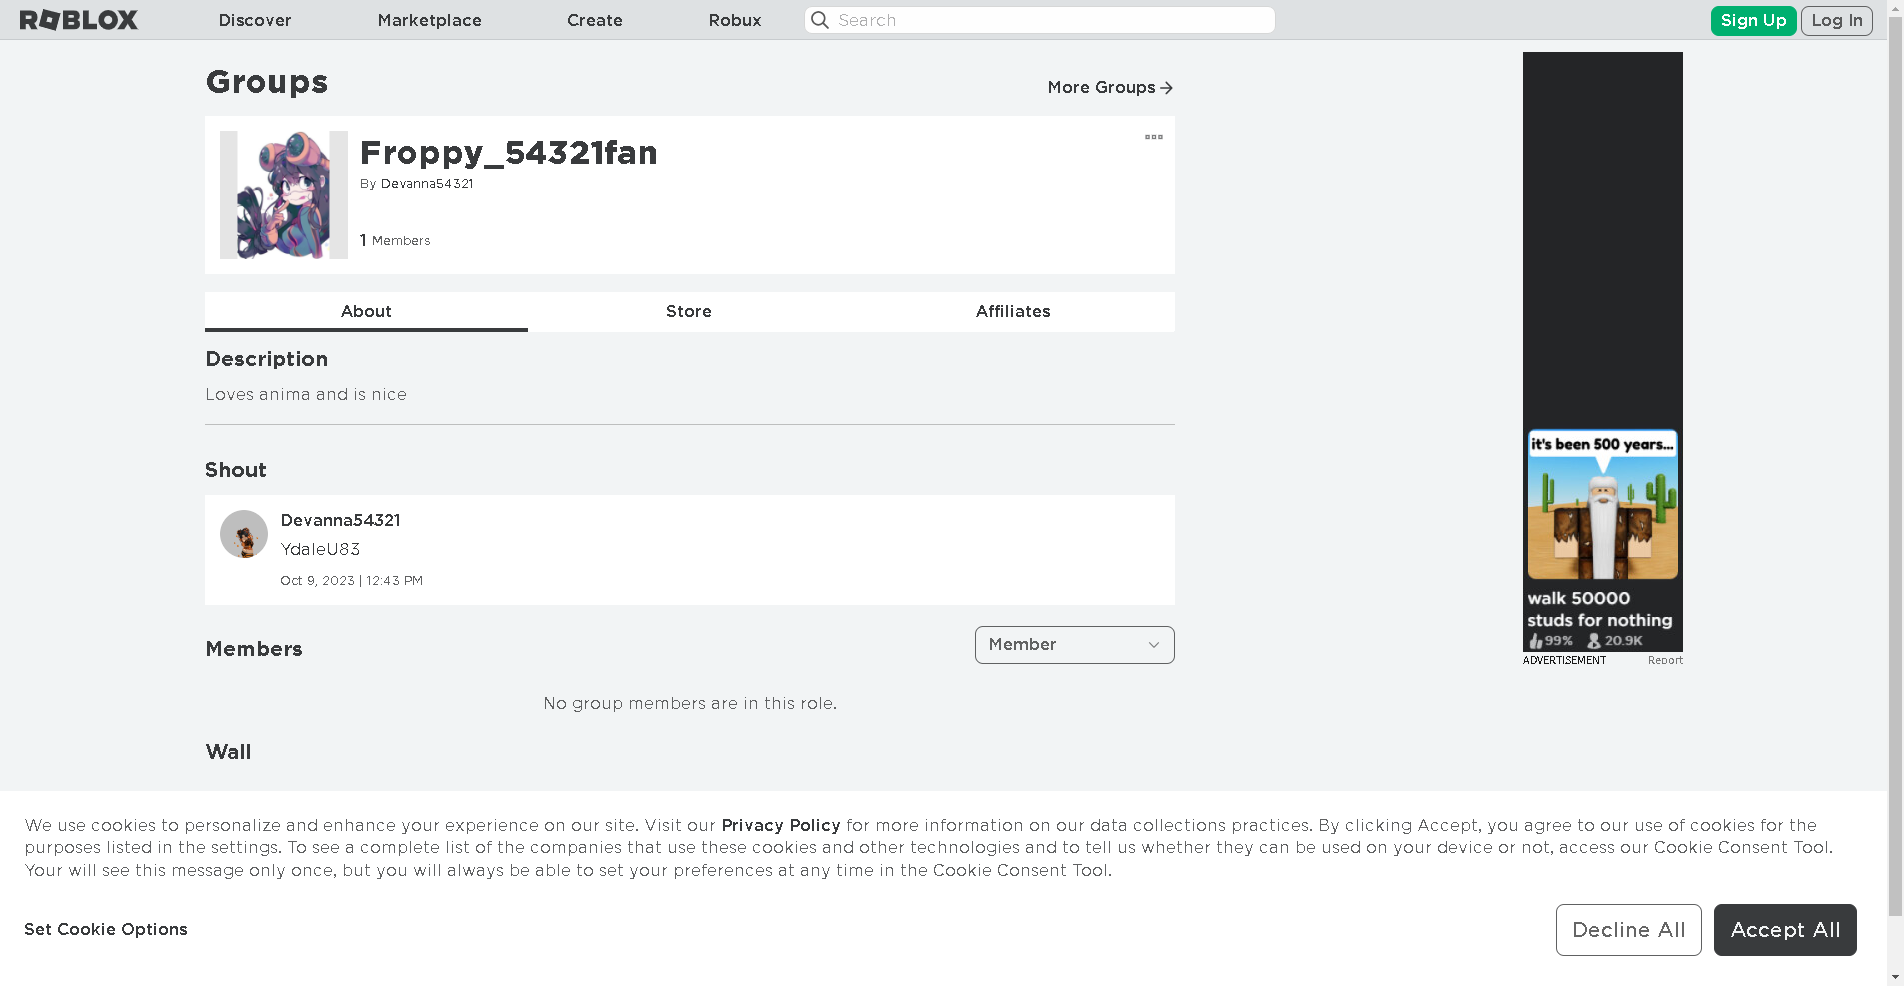 ROBLOX
Discover
Marketplace
Create
Robux
Search
Sign Up
Log In
Groups
More Groups
Froppy_54321fan
By Devanna54321
1 Members
About
Store
Affiliates
Description
Loves anima and is nice
Shout
Devanna54321
YdaleU83
Oct 9, 2023 | 12:43 PM
Members
Member
No group members are in this role.
Wall
it's been 500 years...
walk 50000
studs for nothing
99% 20.9K
ADVERTISEMENT
Report
We use cookies to personalize and enhance your experience on our site. Visit our Privacy Policy for more information on our data collections practices. By clicking Accept, you agree to our use of cookies for the
purposes listed in the settings. To see a complete list of the companies that use these cookies and other technologies and to tell us whether they can be used on your device or not, access our Cookie Consent Tool.
Your will see this message only once, but you will always be able to set your preferences at any time in the Cookie Consent Tool.
Set Cookie Options
Decline All
Accept All